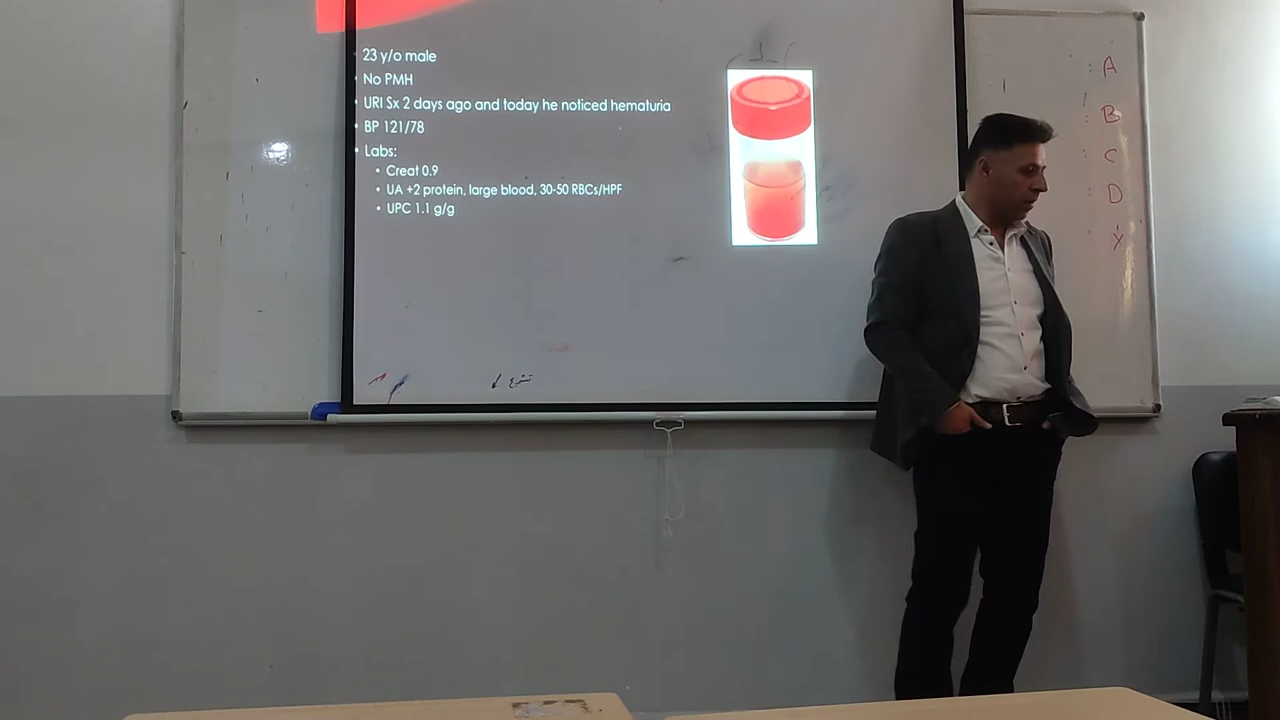 23 y/o male
No PMH
URI Sx 2 days ago and today he noticed hematuria
BP 121/78
Labs:
Creat 0.9
UA +2 protein, large blood, 30-50 RBCs/HPF
UPC 1.1 g/g
A
B
C
D